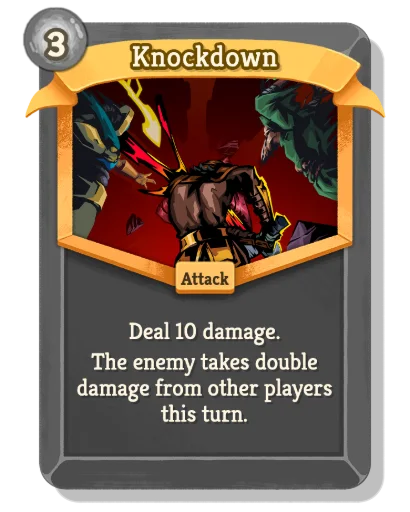 3
Knockdown
Attack
Deal 10 damage.
The enemy takes double
damage from other players
this turn.